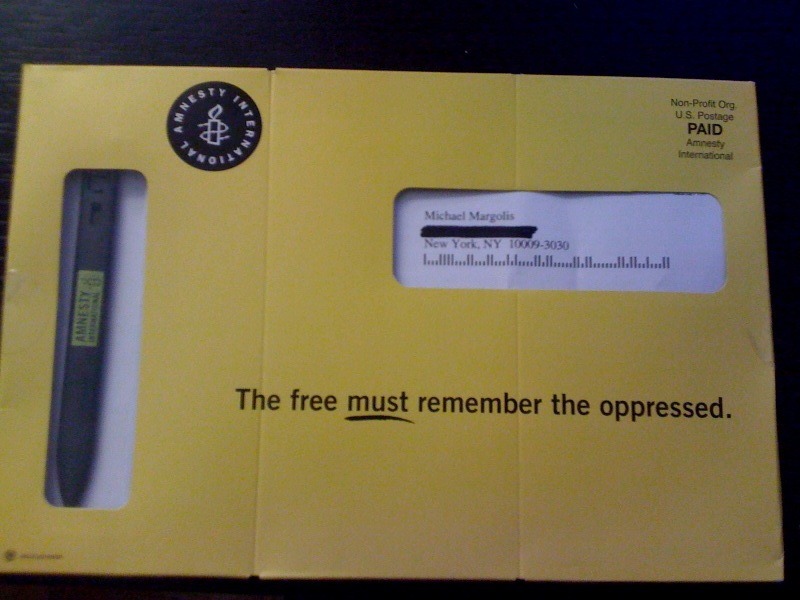 AMNESTY INTERNATIONAL
Non-Profit Org.
U.S. Postage
PAID
Amnesty
International
Michael Margolis
New York, NY 10009-3030
AMNESTY
INTERNATIONAL
The free must remember the oppressed.